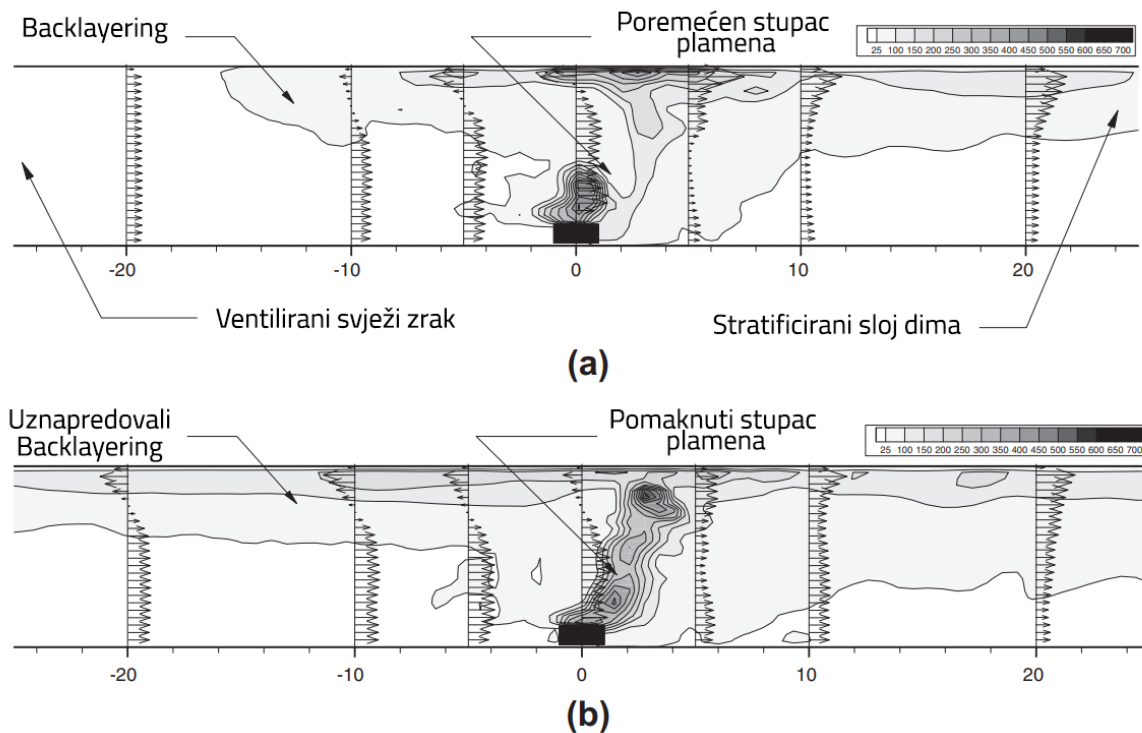 Backlayering
Poremećen stupac
plamena
25 100 150 200 250 300 350 400 450 500 550 600 650 700
-20 -10 0 10 20
Ventilirani svježi zrak
Stratificirani sloj dima
(a)
Uznapredovali
Backlayering
Pomaknuti stupac
plamena
25 100 150 200 250 300 350 400 450 500 550 600 650 700
-20 -10 0 10 20
(b)